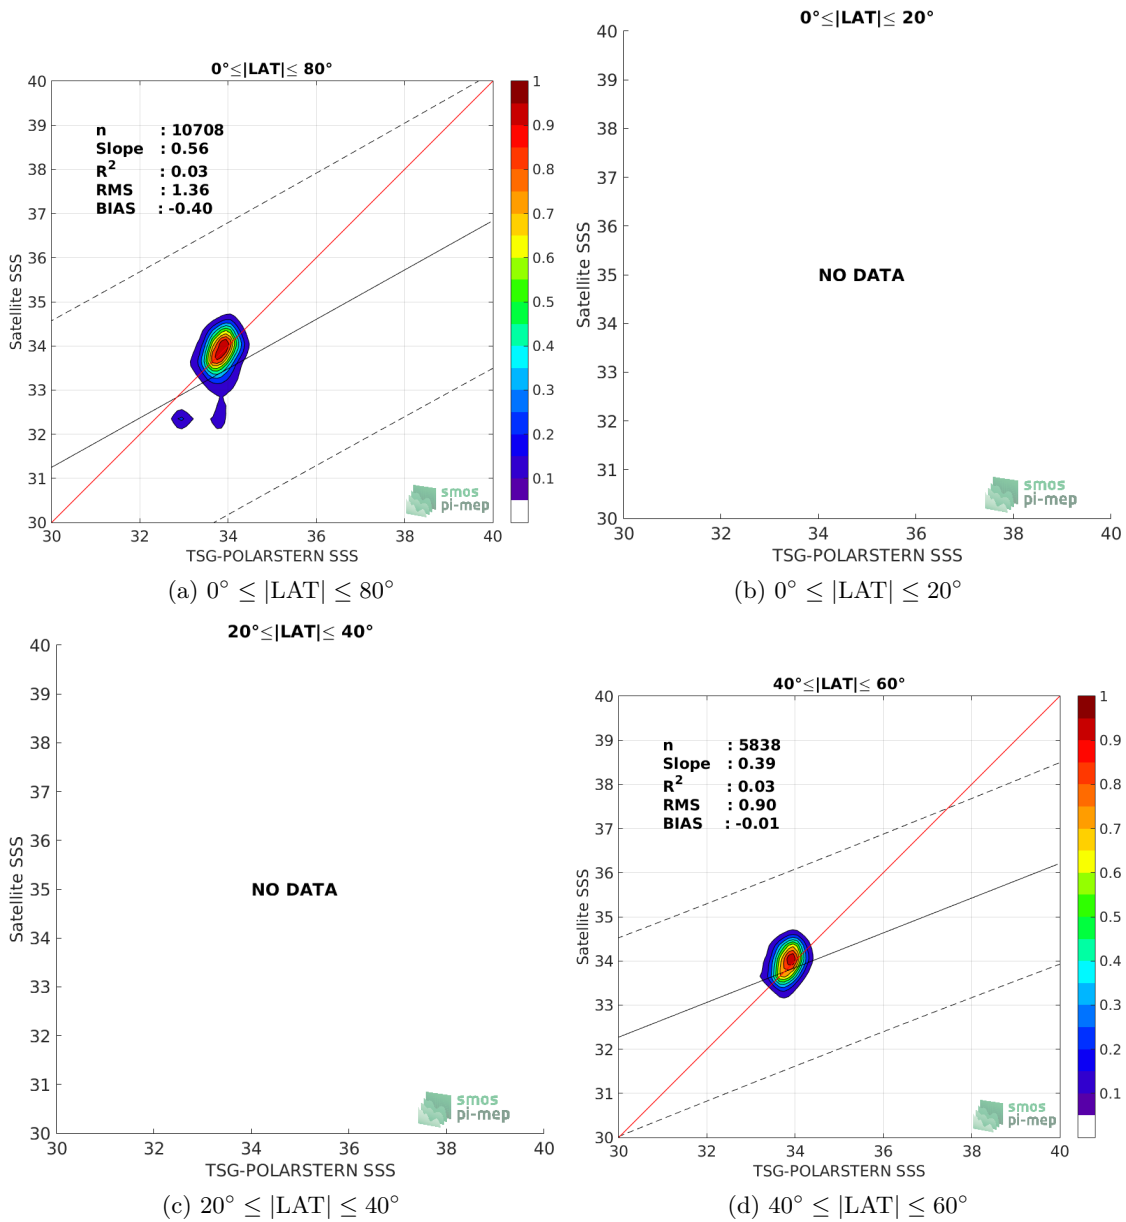 0°≤|LAT|≤ 80°
40
39
38
37
36
35
34
33
32
31
30
Satellite SSS
n : 10708
Slope : 0.56
R² : 0.03
RMS : 1.36
BIAS : -0.40
1
0.9
0.8
0.7
0.6
0.5
0.4
0.3
0.2
0.1
smos
pi-mep
30 32 34 36 38 40
TSG-POLARSTERN SSS
(a) 0° ≤ |LAT| ≤ 80°
0°≤|LAT|≤ 20°
40
39
38
37
36
35
34
33
32
31
30
Satellite SSS
NO DATA
smos
pi-mep
30 32 34 36 38 40
TSG-POLARSTERN SSS
(b) 0° ≤ |LAT| ≤ 20°
20°≤|LAT|≤ 40°
40
39
38
37
36
35
34
33
32
31
30
Satellite SSS
NO DATA
smos
pi-mep
30 32 34 36 38 40
TSG-POLARSTERN SSS
(c) 20° ≤ |LAT| ≤ 40°
40°≤|LAT|≤ 60°
40
39
38
37
36
35
34
33
32
31
30
Satellite SSS
n : 5838
Slope : 0.39
R² : 0.03
RMS : 0.90
BIAS : -0.01
1
0.9
0.8
0.7
0.6
0.5
0.4
0.3
0.2
0.1
smos
pi-mep
30 32 34 36 38 40
TSG-POLARSTERN SSS
(d) 40° ≤ |LAT| ≤ 60°